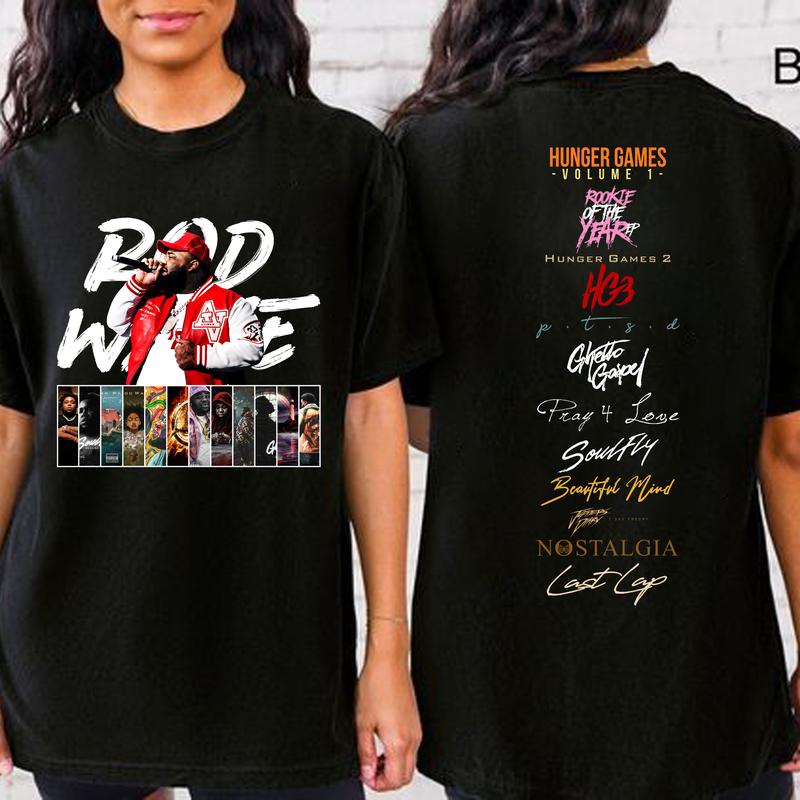 ROD
WAVE
Soul
HUNGER GAMES
-VOLUME 1-
ROOKIE
OF THE
YEAR EP
HUNGER GAMES 2
HG3
p.t.s.d
Ghetto
Gospel
Pray 4 Love
SoulFly
Beautiful Mind
NOSTALGIA
Last Lap
B